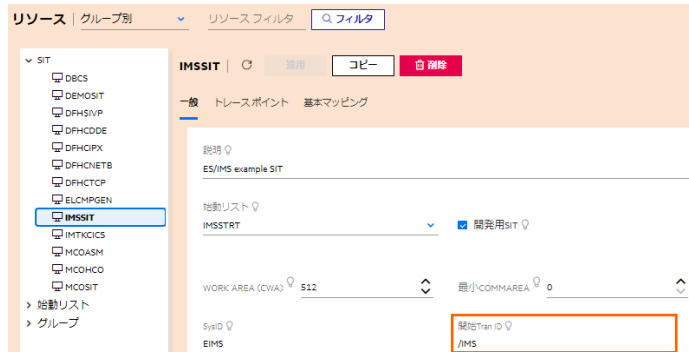 リソース グループ別 リソース フィルタ フィルタ
SIT
DBCS
DEMOSIT
DFH$IVP
DFHCDDE
DFHCIPX
DFHCNETB
DFHCTCP
ELCMPGEN
IMSSIT
IMTKCICS
MCOASM
MCOHCO
MCOSIT
始動リスト
グループ
IMSSIT 適用 コピー 削除
一般 トレースポイント 基本マッピング
説明
ES/IMS example SIT
始動リスト
IMSSTRT 開発用SIT
WORK AREA (CWA) 512 最小COMMAREA 0
SysID 開始Tran ID
EIMS /IMS